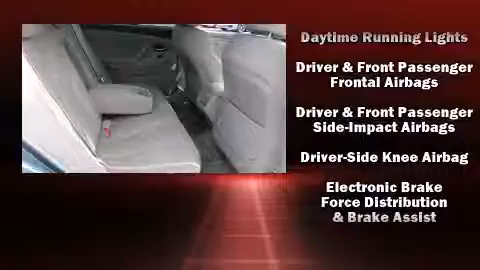 Daytime Running Lights
Driver & Front Passenger
Frontal Airbags
Driver & Front Passenger
Side-Impact Airbags
Driver-Side Knee Airbag
Electronic Brake
Force Distribution
& Brake Assist